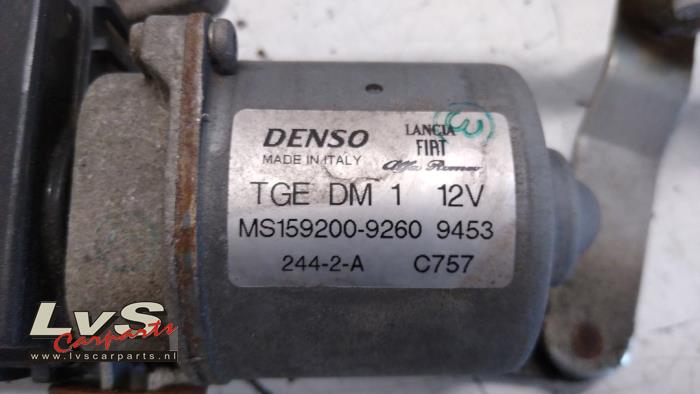 DENSO
MADE IN ITALY
LANCIA
FIAT
Alfa Romeo
3
TGE DM 1 12V
MS159200-9260 9453
244-2-A C757
LvS
Carparts
www.lvscarparts.nl